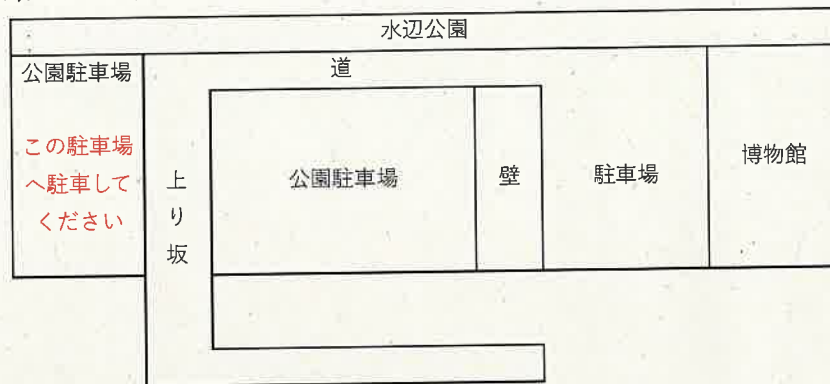 水辺公園
公園駐車場
道
この駐車場
へ駐車して
ください
上り坂
公園駐車場
壁
駐車場
博物館